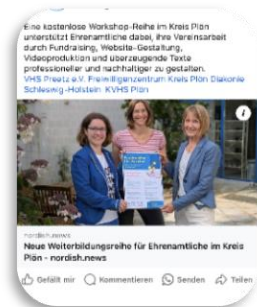 Eine kostenlose Workshop-Reihe im Kreis Plön
unterstützt Ehrenamtliche dabei, ihre Vereinsarbeit
durch Fundraising, Website-Gestaltung,
Videoproduktion und überzeugende Texte
professioneller und nachhaltiger zu gestalten.
VHS Preetz e.V. Freiwilligenzentrum Kreis Plön Diakonie
Schleswig-Holstein KVHS Plön
nordish.news
Neue Weiterbildungsreihe für Ehrenamtliche im Kreis
Plön - nordish.news
Gefällt mir Kommentieren Senden Teilen